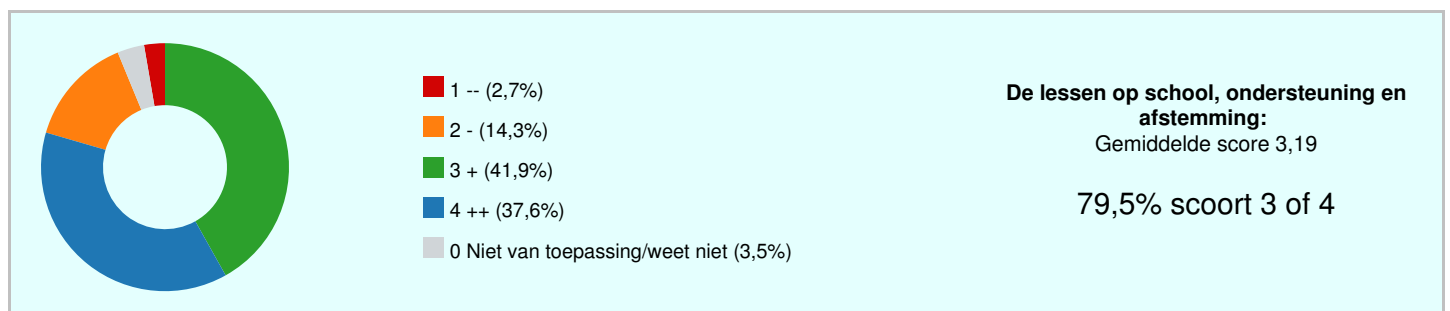 1 -- (2,7%)
2 - (14,3%)
3 + (41,9%)
4 ++ (37,6%)
0 Niet van toepassing/weet niet (3,5%)
De lessen op school, ondersteuning en
afstemming:
Gemiddelde score 3,19
79,5% scoort 3 of 4